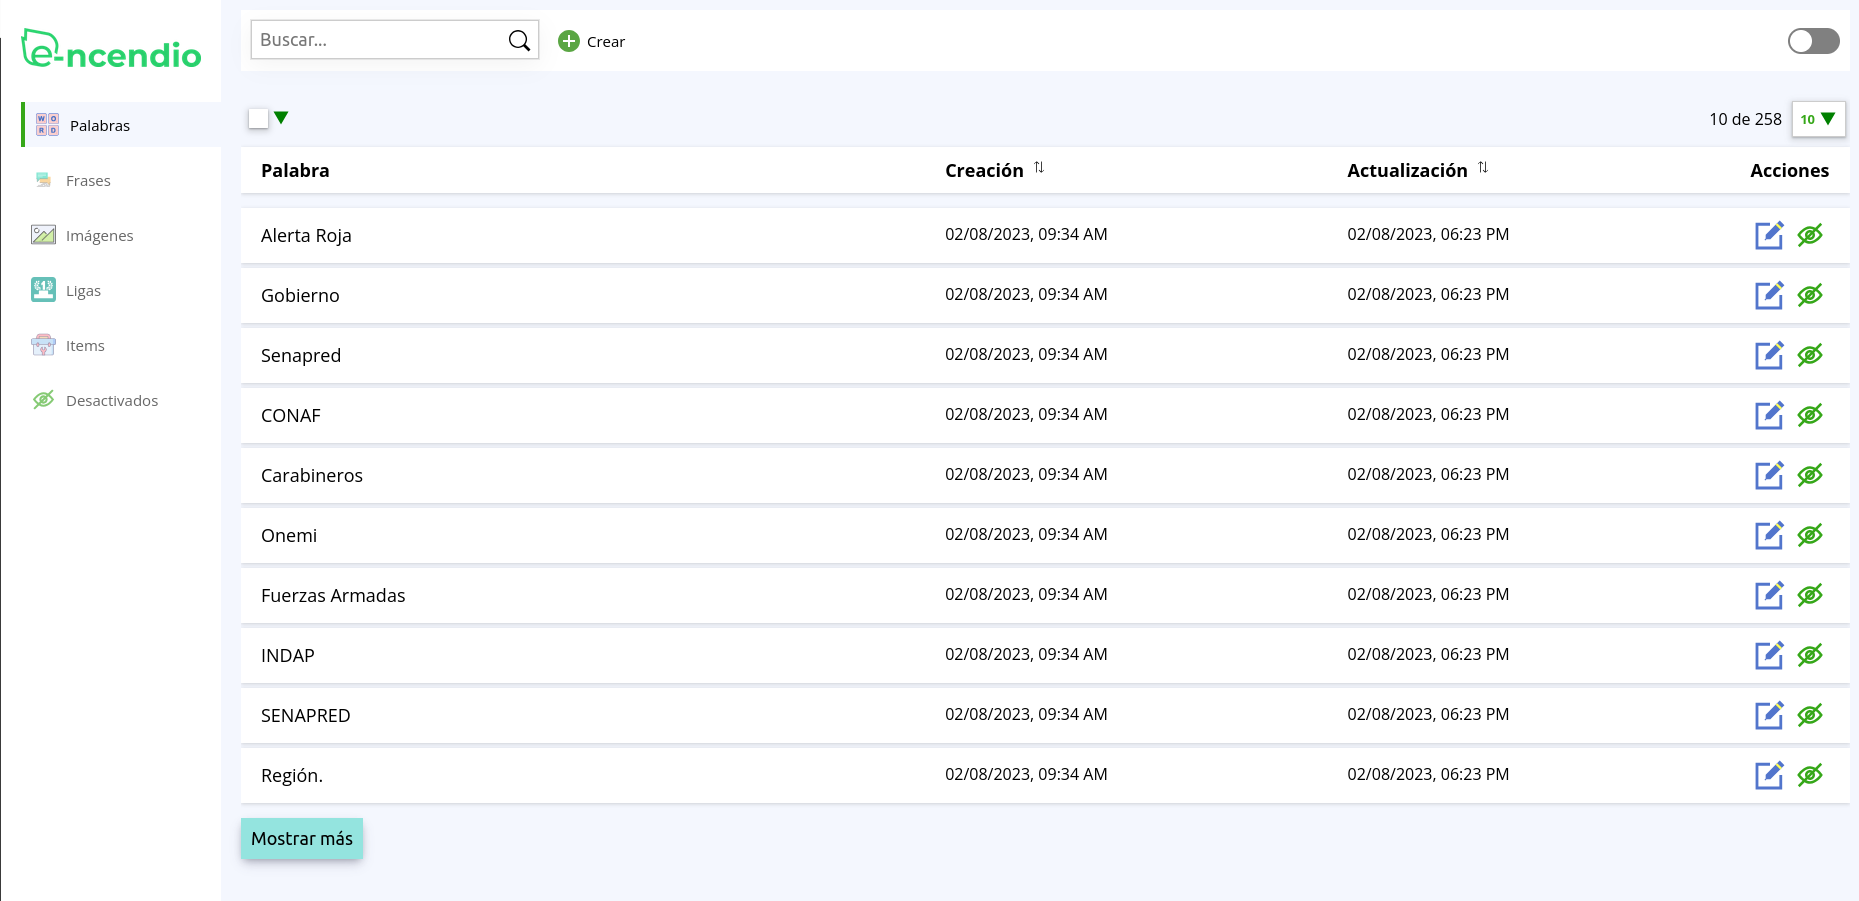 e-ncendio
Buscar...
Crear
Palabras
Frases
Imágenes
Ligas
Items
Desactivados
10 de 258
10
Palabra Creación Actualización Acciones
Alerta Roja 02/08/2023, 09:34 AM 02/08/2023, 06:23 PM
Gobierno 02/08/2023, 09:34 AM 02/08/2023, 06:23 PM
Senapred 02/08/2023, 09:34 AM 02/08/2023, 06:23 PM
CONAF 02/08/2023, 09:34 AM 02/08/2023, 06:23 PM
Carabineros 02/08/2023, 09:34 AM 02/08/2023, 06:23 PM
Onemi 02/08/2023, 09:34 AM 02/08/2023, 06:23 PM
Fuerzas Armadas 02/08/2023, 09:34 AM 02/08/2023, 06:23 PM
INDAP 02/08/2023, 09:34 AM 02/08/2023, 06:23 PM
SENAPRED 02/08/2023, 09:34 AM 02/08/2023, 06:23 PM
Región. 02/08/2023, 09:34 AM 02/08/2023, 06:23 PM
Mostrar más